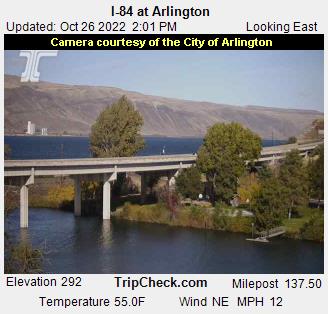 I-84 at Arlington
Updated: Oct 26 2022 2:01 PM Looking East
Camera courtesy of the City of Arlington
Elevation 292 TripCheck.com Milepost 137.50
Temperature 55.0F Wind NE MPH 12